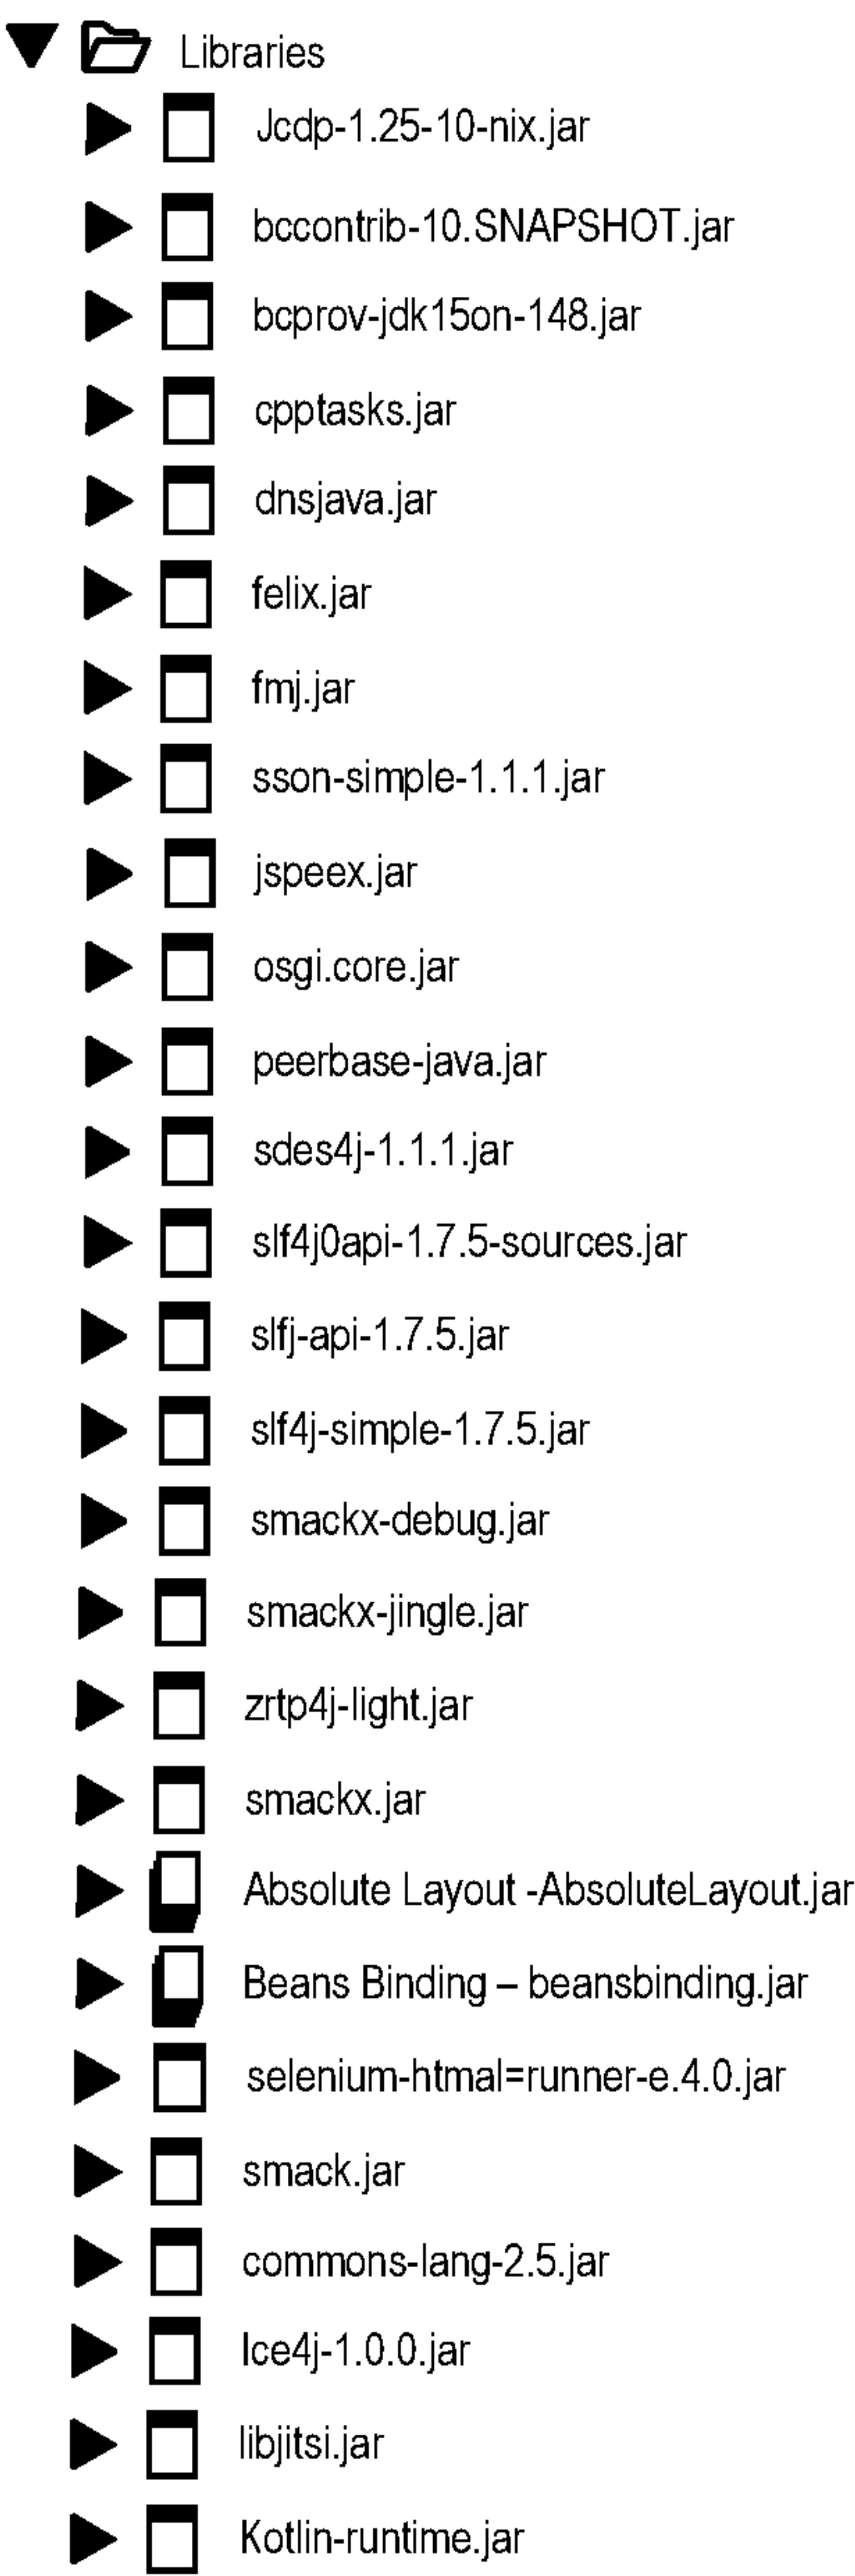 Libraries
Jcdp-1.25-10-nix.jar
bccontrib-10.SNAPSHOT.jar
bcprov-jdk15on-148.jar
cpptasks.jar
dnsjava.jar
felix.jar
fmj.jar
sson-simple-1.1.1.jar
jspeex.jar
osgi.core.jar
peerbase-java.jar
sdes4j-1.1.1.jar
slf4j0api-1.7.5-sources.jar
slfj-api-1.7.5.jar
slf4j-simple-1.7.5.jar
smackx-debug.jar
smackx-jingle.jar
zrtp4j-light.jar
smackx.jar
Absolute Layout -AbsoluteLayout.jar
Beans Binding – beansbinding.jar
selenium-htmal=runner-e.4.0.jar
smack.jar
commons-lang-2.5.jar
Ice4j-1.0.0.jar
libjitsi.jar
Kotlin-runtime.jar